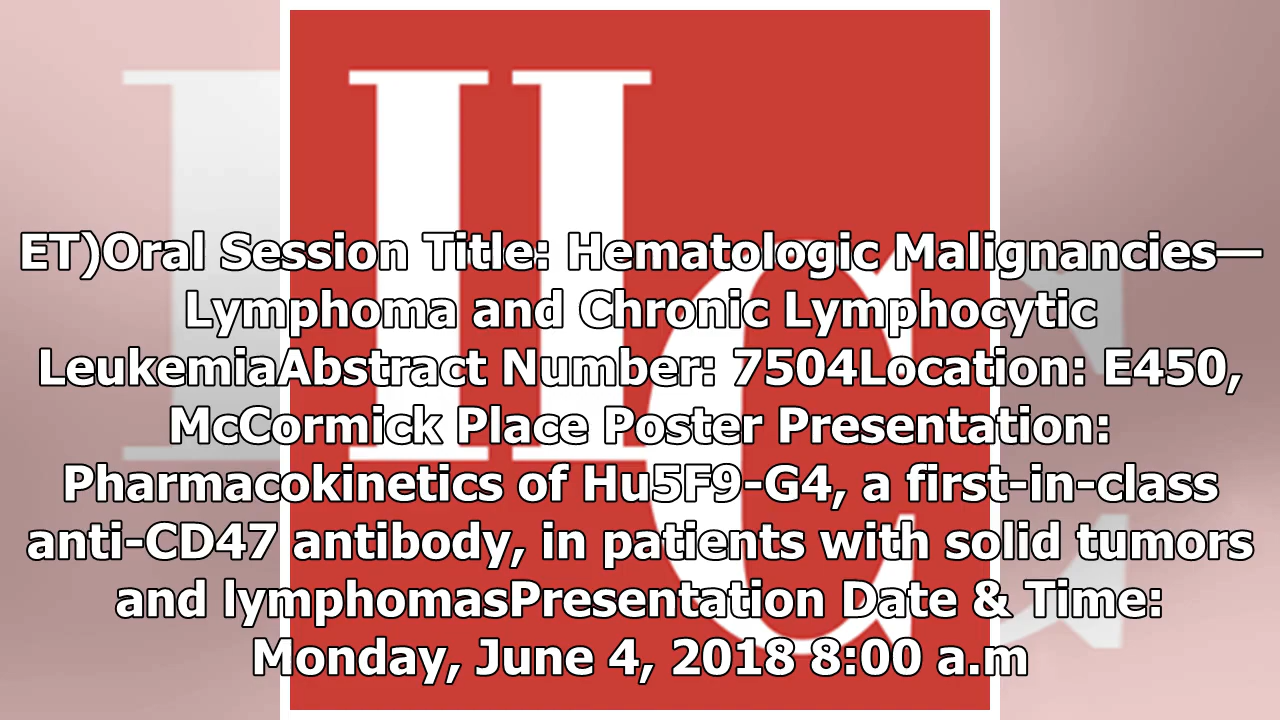 ET)Oral Session Title: Hematologic Malignancies—
Lymphoma and Chronic Lymphocytic
LeukemiaAbstract Number: 7504Location: E450,
McCormick Place Poster Presentation:
Pharmacokinetics of Hu5F9-G4, a first-in-class
anti-CD47 antibody, in patients with solid tumors
and lymphomasPresentation Date & Time:
Monday, June 4, 2018 8:00 a.m